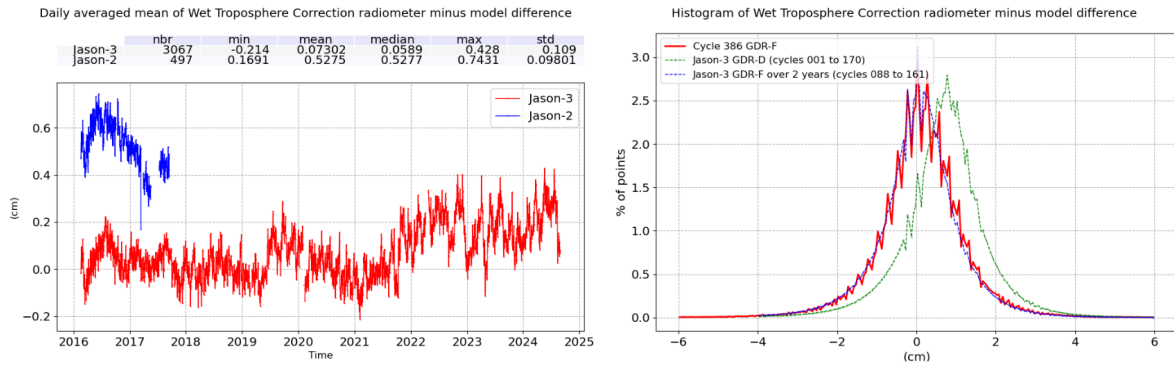 Daily averaged mean of Wet Troposphere Correction radiometer minus model difference
nbr min mean median max std
Jason-3 3067 -0.214 0.07302 0.0589 0.428 0.109
Jason-2 497 0.1691 0.5275 0.5277 0.7431 0.09801
Jason-3
Jason-2
0.6
0.4
0.2
0.0
−0.2
(cm)
2016 2017 2018 2019 2020 2021 2022 2023 2024 2025
Time
Histogram of Wet Troposphere Correction radiometer minus model difference
Cycle 386 GDR-F
Jason-3 GDR-D (cycles 001 to 170)
Jason-3 GDR-F over 2 years (cycles 088 to 161)
3.0
2.5
2.0
1.5
1.0
0.5
0.0
% of points
−6 −4 −2 0 2 4 6
(cm)